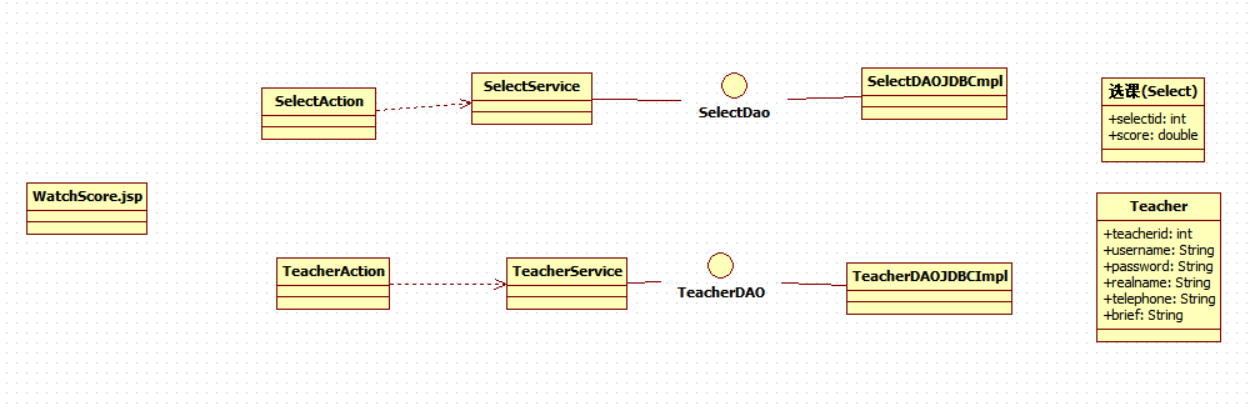 SelectAction
SelectService
SelectDao
SelectDAOJDBCmpl
选课(Select)
+selectid: int
+score: double
WatchScore.jsp
TeacherAction
TeacherService
TeacherDAO
TeacherDAOJDBCImpl
Teacher
+teacherid: int
+username: String
+password: String
+realname: String
+telephone: String
+brief: String